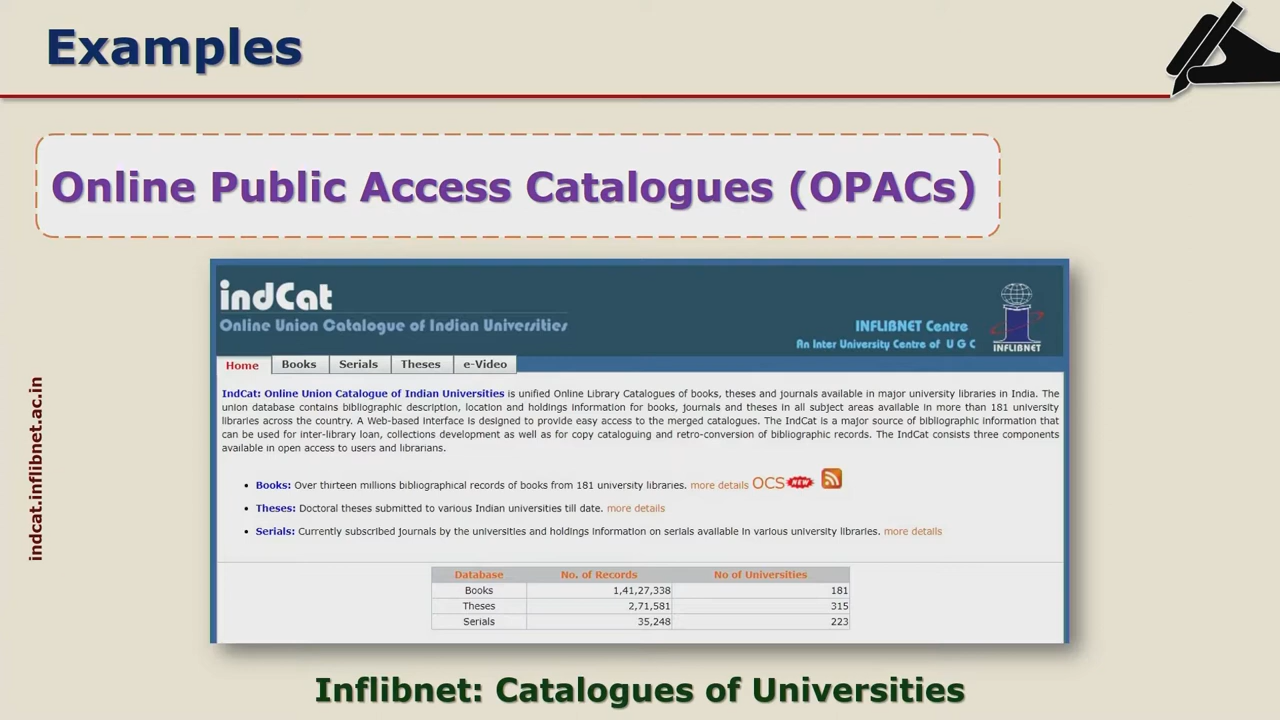 Examples
Online Public Access Catalogues (OPACs)
indCat
Online Union Catalogue of Indian Universities
INFLIBNET Centre
An Inter University Centre of U G C
INFLIBNET
Home Books Serials Theses e-Video
IndCat: Online Union Catalogue of Indian Universities is unified Online Library Catalogues of books, theses and journals available in major university libraries in India. The
union database contains bibliographic description, location and holdings information for books, journals and theses in all subject areas available in more than 181 university
libraries across the country. A Web-based interface is designed to provide easy access to the merged catalogues. The IndCat is a major source of bibliographic information that
can be used for inter-library loan, collections development as well as for copy cataloguing and retro-conversion of bibliographic records. The IndCat consists three components
available in open access to users and librarians.
• Books: Over thirteen millions bibliographical records of books from 181 university libraries. more details OCS NEW
• Theses: Doctoral theses submitted to various Indian universities till date. more details
• Serials: Currently subscribed journals by the universities and holdings information on serials available in various university libraries. more details
Database No. of Records No of Universities
Books 1,41,27,338 181
Theses 2,71,581 315
Serials 35,248 223
indcat.inflibnet.ac.in
Inflibnet: Catalogues of Universities